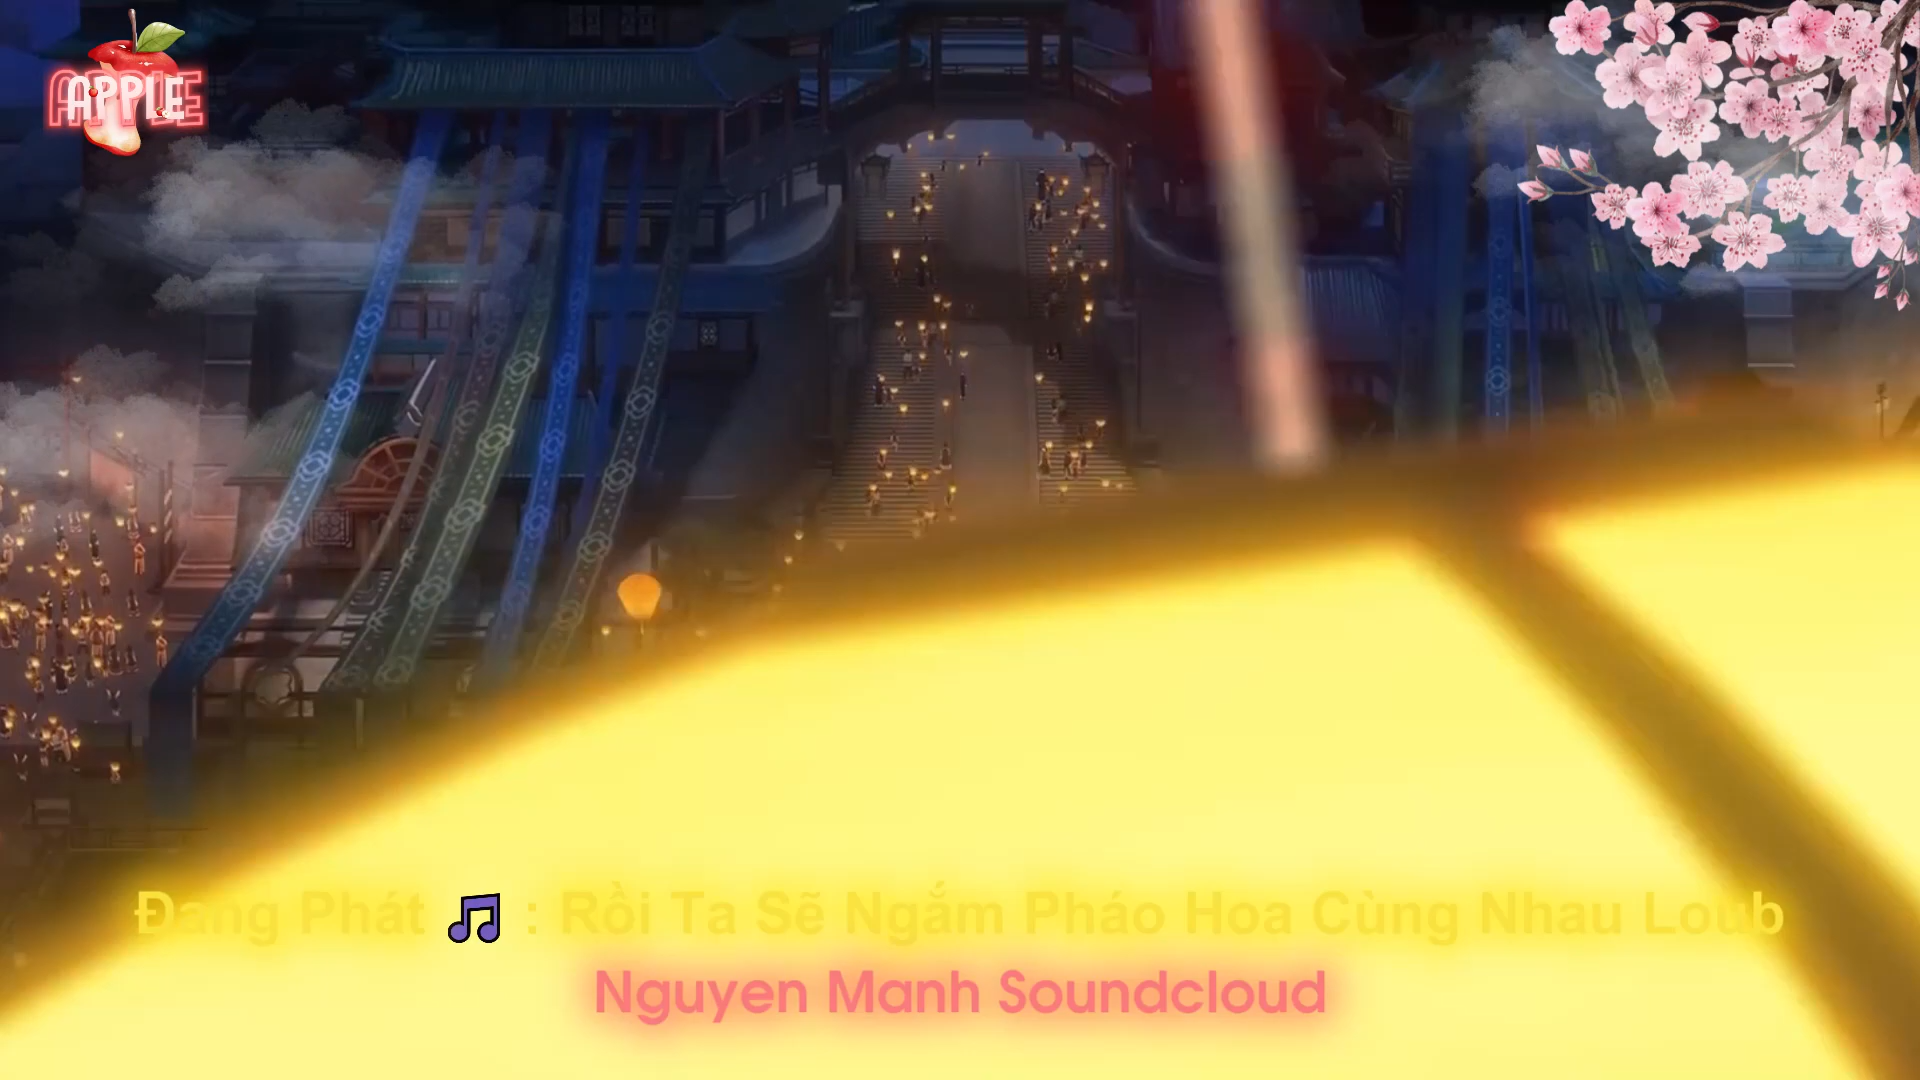 APPLE
Đang Phát 🎵 : Rồi Ta Sẽ Ngắm Pháo Hoa Cùng Nhau Loub
Nguyen Manh Soundcloud